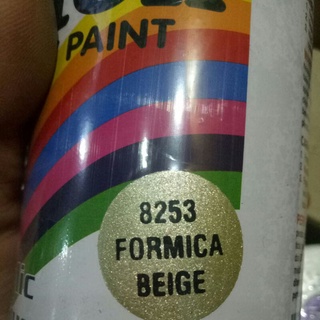 PAINT
8253
FORMICA
BEIGE